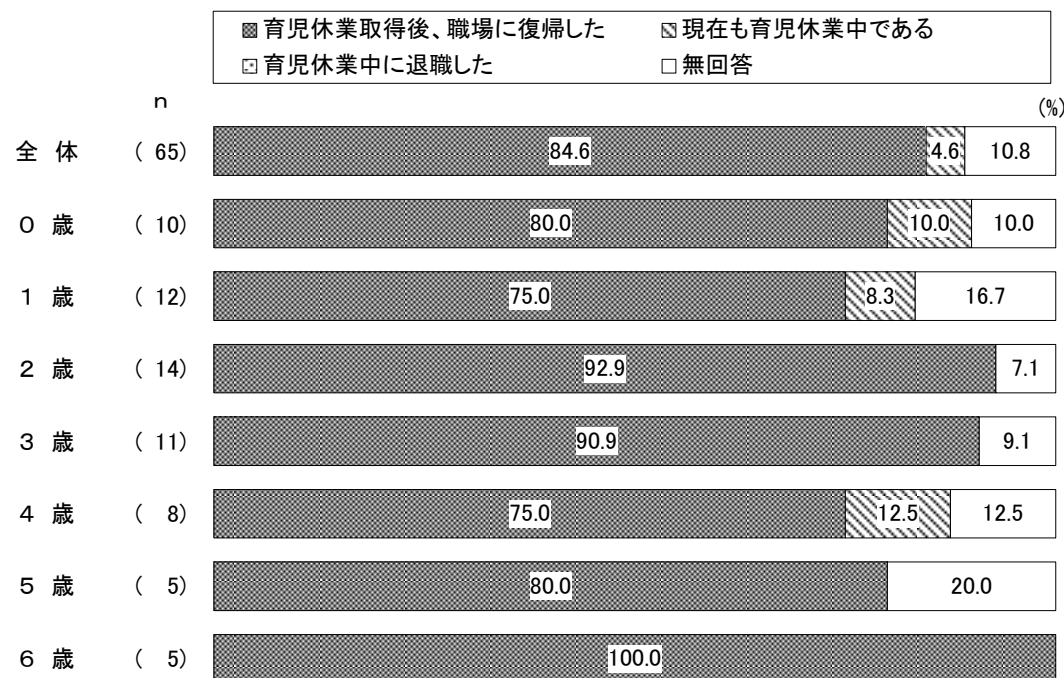 育児休業取得後、職場に復帰した 現在も育児休業中である
育児休業中に退職した 無回答
n
(%)
全 体 ( 65) 84.6 4.6 10.8
0 歳 ( 10) 80.0 10.0 10.0
1 歳 ( 12) 75.0 8.3 16.7
2 歳 ( 14) 92.9 7.1
3 歳 ( 11) 90.9 9.1
4 歳 ( 8) 75.0 12.5 12.5
5 歳 ( 5) 80.0 20.0
6 歳 ( 5) 100.0